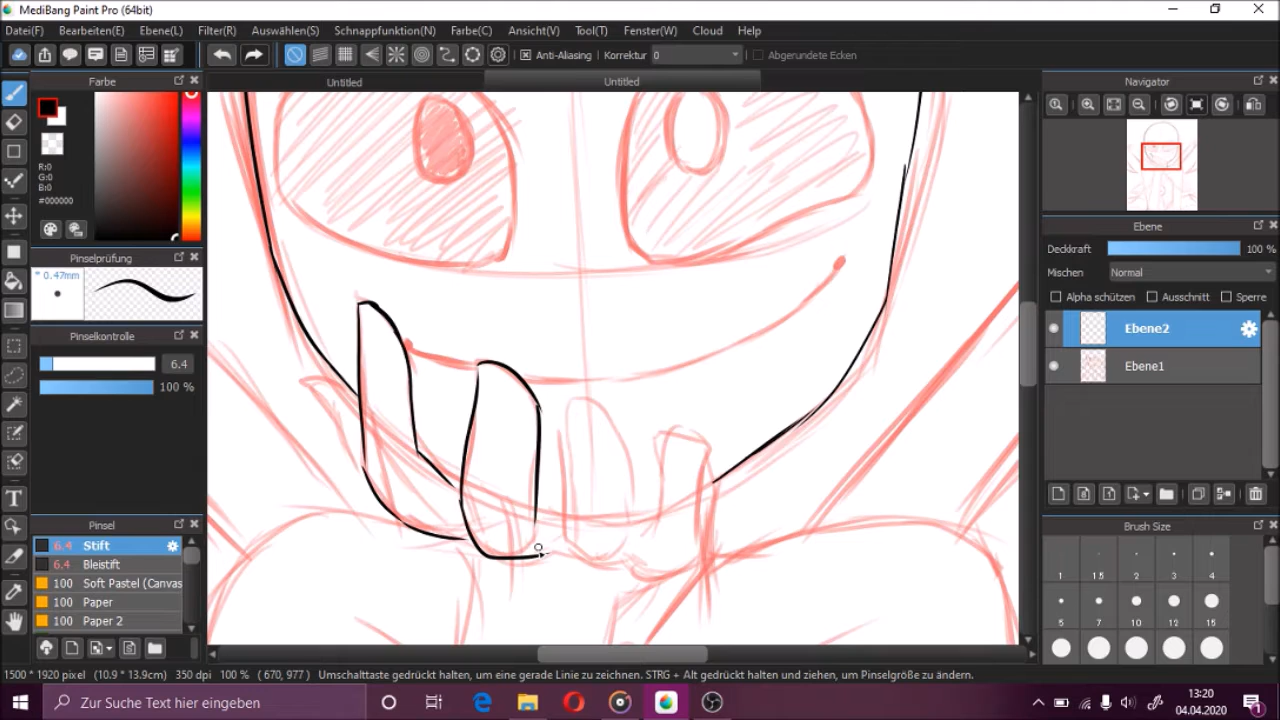 MediBang Paint Pro (64bit)
Datei(F) Bearbeiten(E) Ebene(L) Filter(R) Auswählen(S) Schnappfunktion(N) Farbe(C) Ansicht(V) Tool(T) Fenster(W) Cloud Help
Anti-Aliasing Korrektur 0 Abgerundete Ecken
Farbe Untitled Untitled Navigator
R:0
G:0
B:0
#000000
Ebene
Deckkraft 100 %
Pinselprüfung
* 0.47mm
Mischen Normal
Alpha schützen Ausschnitt Sperre
Ebene2
Pinselkontrolle
6.4
Ebene1
100 %
Pinsel
Brush Size
6.4 Stift
6.4 Bleistift
100 Soft Pastel (Canvas
100 Paper
100 Paper 2
1 1.5 2 3 4
5 7 10 12 15
1500 * 1920 pixel (10.9 * 13.9cm) 350 dpi 100 % ( 670, 977) Umschalttaste gedrückt halten, um eine gerade Linie zu zeichnen. STRG + Alt gedrückt halten und ziehen, um Pinselgröße zu ändern.
Zur Suche Text hier eingeben
13:20
04.04.2020
1